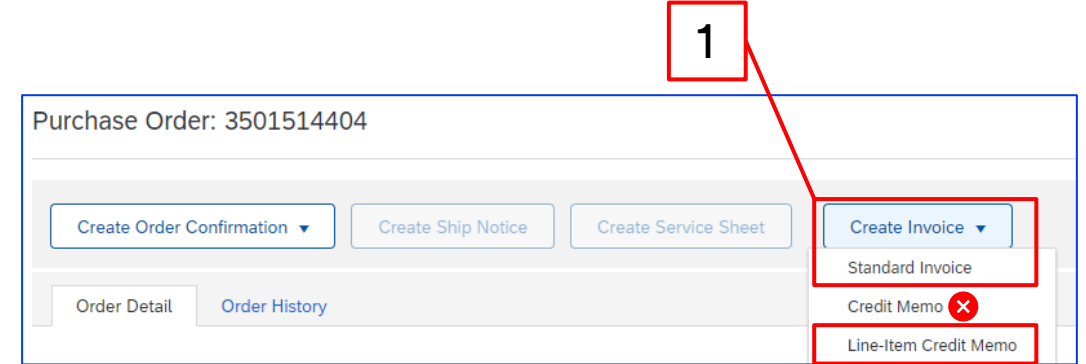 1
Purchase Order: 3501514404
Create Order Confirmation Create Ship Notice Create Service Sheet Create Invoice
Standard Invoice
Order Detail Order History Credit Memo
Line-Item Credit Memo